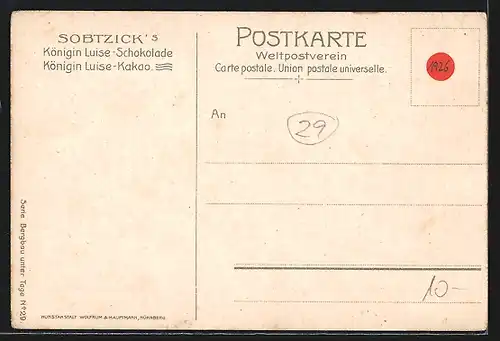 SOBTZICK'S
Königin Luise-Schokolade
Königin Luise-Kakao.
POSTKARTE
Weltpostverein
Carte postale. Union postale universelle.
1926
An
29
10-
Serie Bergbau unter Tage No 29
KUNSTANSTALT WOLFRUM & HAUPTMANN, NÜRNBERG